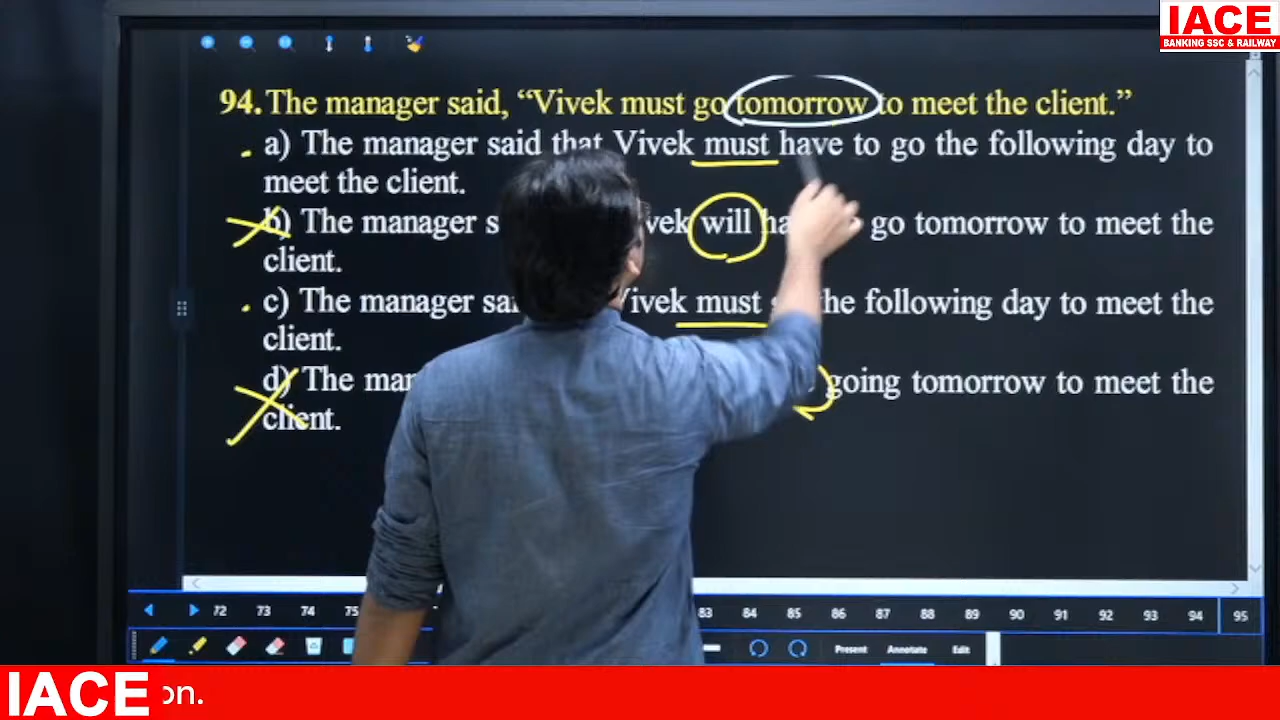 IACE
BANKING SSC & RAILWAY
94. The manager said, “Vivek must go tomorrow to meet the client.”
a) The manager said that Vivek must have to go the following day to
meet the client.
b) The manager will go tomorrow to meet the
client.
c) The manager Vivek must the following day to meet the
client.
d) The going tomorrow to meet the
client.
72 73 74 75 83 84 85 86 87 88 89 90 91 92 93 94 95
Present Annotate Edit
IACE on.